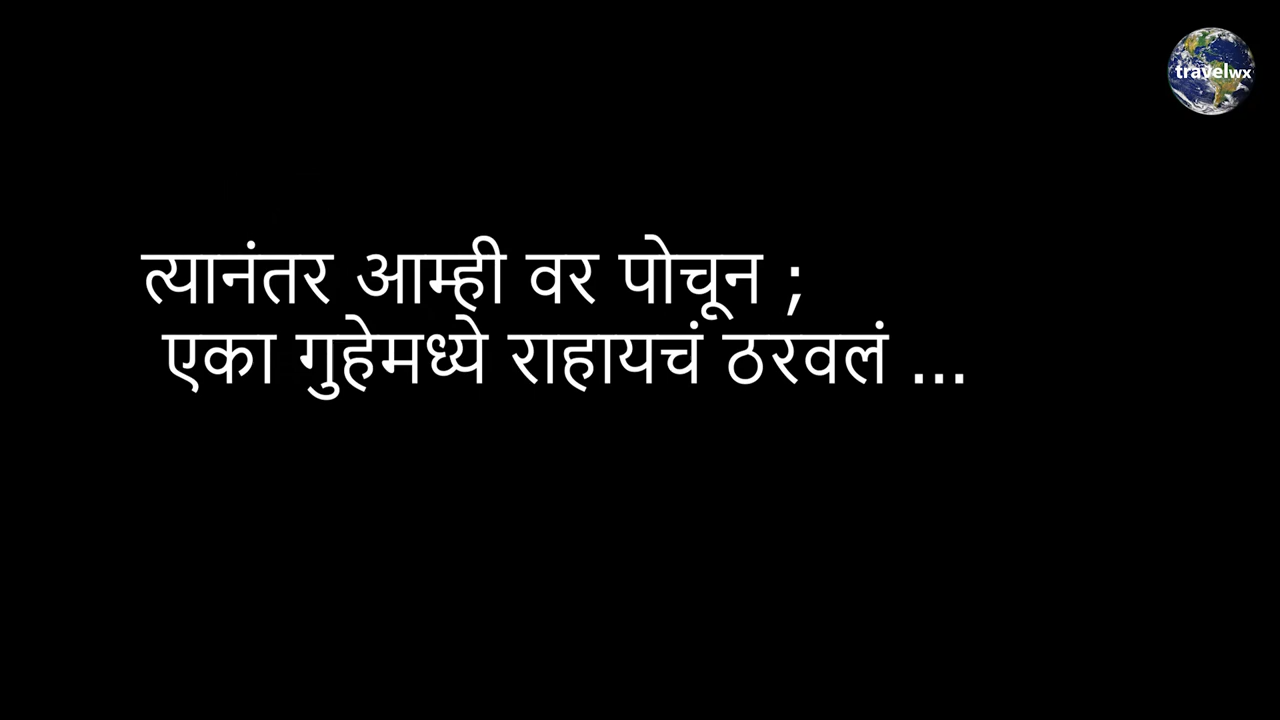 travelwx
त्यानंतर आम्ही वर पोचून ;
एका गुहेमध्ये राहायचं ठरवलं ...